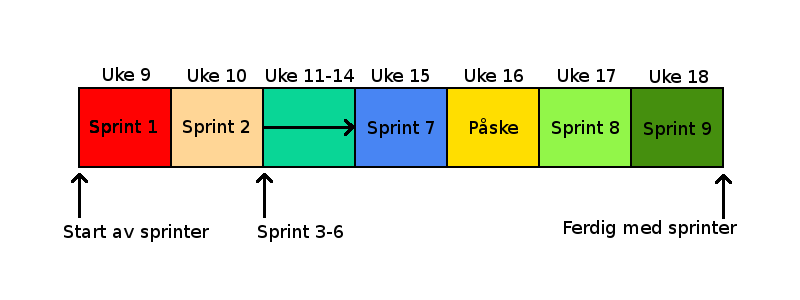 Uke 9 Uke 10 Uke 11-14 Uke 15 Uke 16 Uke 17 Uke 18
Sprint 1 Sprint 2 Sprint 7 Påske Sprint 8 Sprint 9
Start av sprinter Sprint 3-6 Ferdig med sprinter